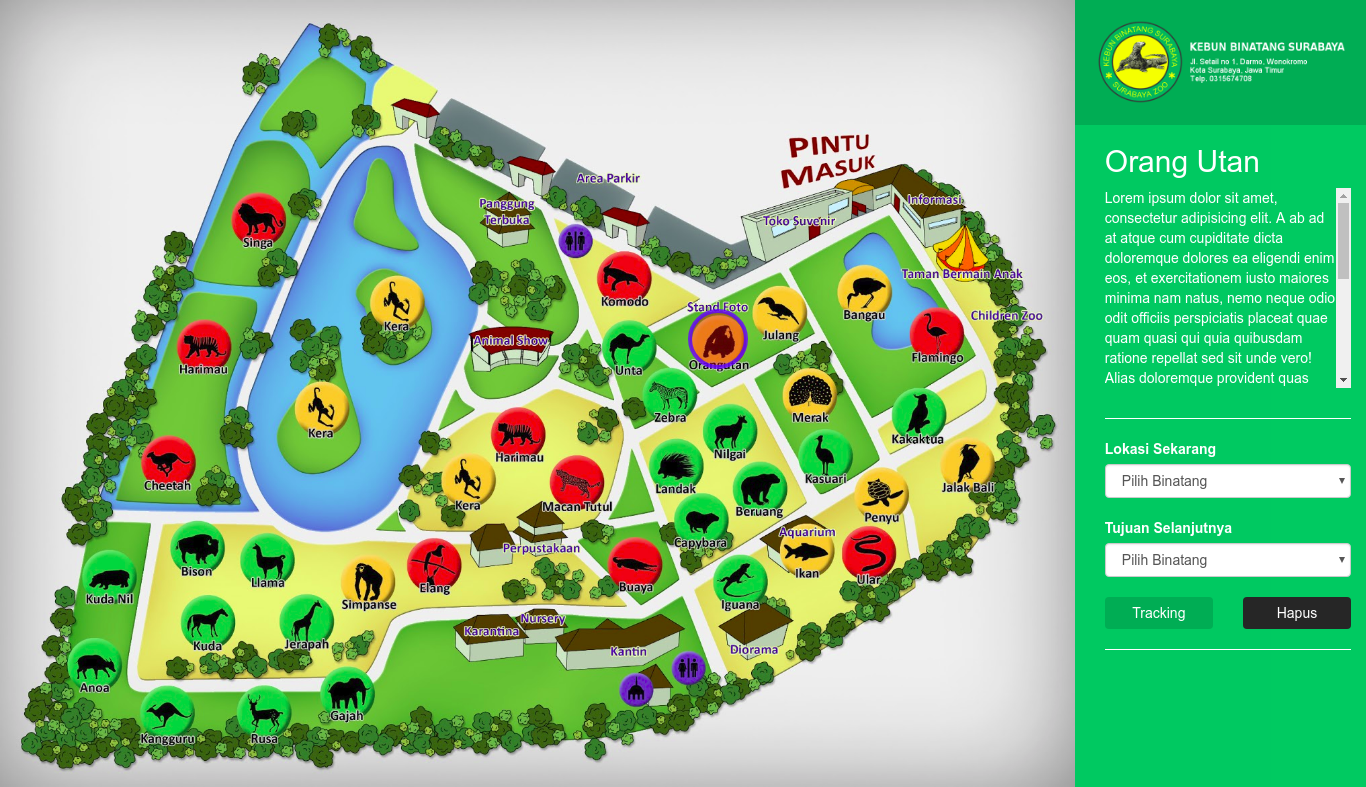 PINTU
MASUK
Area Parkir
Panggung
Terbuka
Toko Suvenir
Informasi
Singa
Taman Bermain Anak
Komodo
Stand Foto
Kera
Julang
Bangau
Children Zoo
Harimau
Animal Show
Unta
Orangutan
Flamingo
Kera
Zebra
Merak
Kakaktua
Harimau
Nilgai
Cheetah
Kera
Macan Tutul
Landak
Beruang
Kasuari
Jalak Bali
Penyu
Perpustakaan
Capybara
Aquarium
Bison
Llama
Ikan
Ular
Kuda Nil
Simpanse
Elang
Buaya
Iguana
Kuda
Jerapah
Karantina
Nursery
Kantin
Diorama
Anoa
Gajah
Kangguru
Rusa
KEBUN BINATANG SURABAYA
SURABAYA ZOO
KEBUN BINATANG SURABAYA
Jl. Setail no 1, Darmo, Wonokromo
Kota Surabaya, Jawa Timur
Telp. 0315674708
Orang Utan
Lorem ipsum dolor sit amet,
consectetur adipisicing elit. A ab ad
at atque cum cupiditate dicta
doloremque dolores ea eligendi enim
eos, et exercitationem iusto maiores
minima nam natus, nemo neque odio
odit officiis perspiciatis placeat quae
quam quasi qui quia quibusdam
ratione repellat sed sit unde vero!
Alias doloremque provident quas
Lokasi Sekarang
Pilih Binatang
Tujuan Selanjutnya
Pilih Binatang
Tracking
Hapus